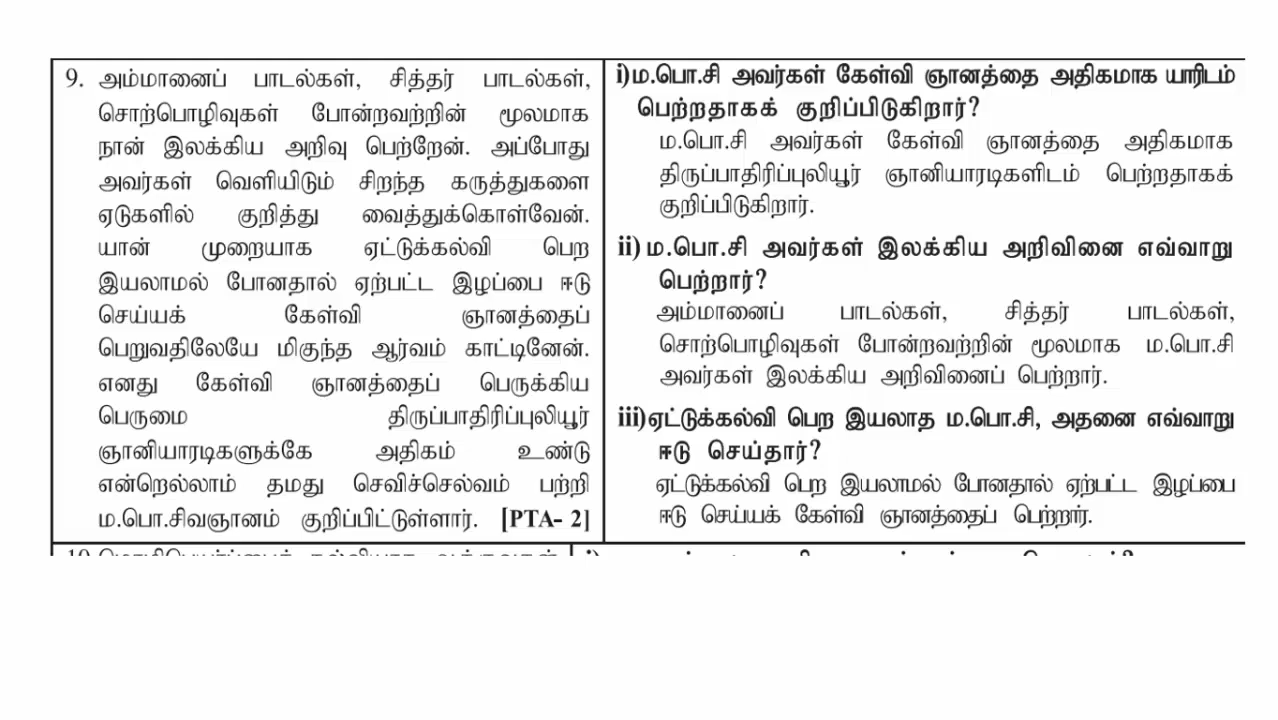 9. அம்மானைப் பாடல்கள், சித்தர் பாடல்கள்,
சொற்பொழிவுகள் போன்றவற்றின் மூலமாக
நான் இலக்கிய அறிவு பெற்றேன். அப்போது
அவர்கள் வெளியிடும் சிறந்த கருத்துகளை
ஏடுகளில் குறித்து வைத்துக்கொள்வேன்.
யான் முறையாக ஏட்டுக்கல்வி பெற
இயலாமல் போனதால் ஏற்பட்ட இழப்பை ஈடு
செய்யக் கேள்வி ஞானத்தைப்
பெறுவதிலேயே மிகுந்த ஆர்வம் காட்டினேன்.
எனது கேள்வி ஞானத்தைப் பெருக்கிய
பெருமை திருப்பாதிரிப்புலியூர்
ஞானியாரடிகளுக்கே அதிகம் உண்டு
என்றெல்லாம் தமது செவிச்செல்வம் பற்றி
ம.பொ.சிவஞானம் குறிப்பிட்டுள்ளார். [PTA- 2]
i)ம.பொ.சி அவர்கள் கேள்வி ஞானத்தை அதிகமாக யாரிடம்
பெற்றதாகக் குறிப்பிடுகிறார்?
ம.பொ.சி அவர்கள் கேள்வி ஞானத்தை அதிகமாக
திருப்பாதிரிப்புலியூர் ஞானியாரடிகளிடம் பெற்றதாகக்
குறிப்பிடுகிறார்.
ii) ம.பொ.சி அவர்கள் இலக்கிய அறிவினை எவ்வாறு
பெற்றார்?
அம்மானைப் பாடல்கள், சித்தர் பாடல்கள்,
சொற்பொழிவுகள் போன்றவற்றின் மூலமாக ம.பொ.சி
அவர்கள் இலக்கிய அறிவினைப் பெற்றார்.
iii)ஏட்டுக்கல்வி பெற இயலாத ம.பொ.சி, அதனை எவ்வாறு
ஈடு செய்தார்?
ஏட்டுக்கல்வி பெற இயலாமல் போனதால் ஏற்பட்ட இழப்பை
ஈடு செய்யக் கேள்வி ஞானத்தைப் பெற்றார்.